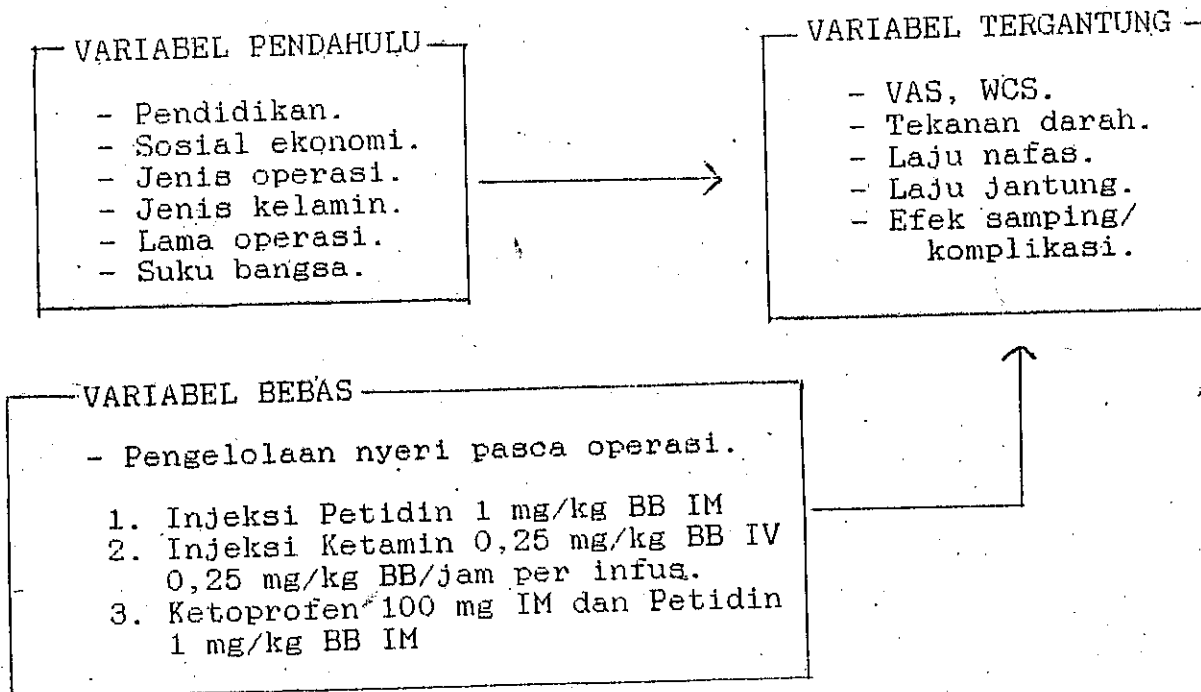 VARIABEL PENDAHULU
- Pendidikan.
- Sosial ekonomi.
- Jenis operasi.
- Jenis kelamin.
- Lama operasi.
- Suku bangsa.
VARIABEL TERGANTUNG
- VAS, WCS.
- Tekanan darah.
- Laju nafas.
- Laju jantung.
- Efek samping/
komplikasi.
VARIABEL BEBAS
- Pengelolaan nyeri pasca operasi.
1. Injeksi Petidin 1 mg/kg BB IM
2. Injeksi Ketamin 0,25 mg/kg BB IV
0,25 mg/kg BB/jam per infus.
3. Ketoprofen 100 mg IM dan Petidin
1 mg/kg BB IM